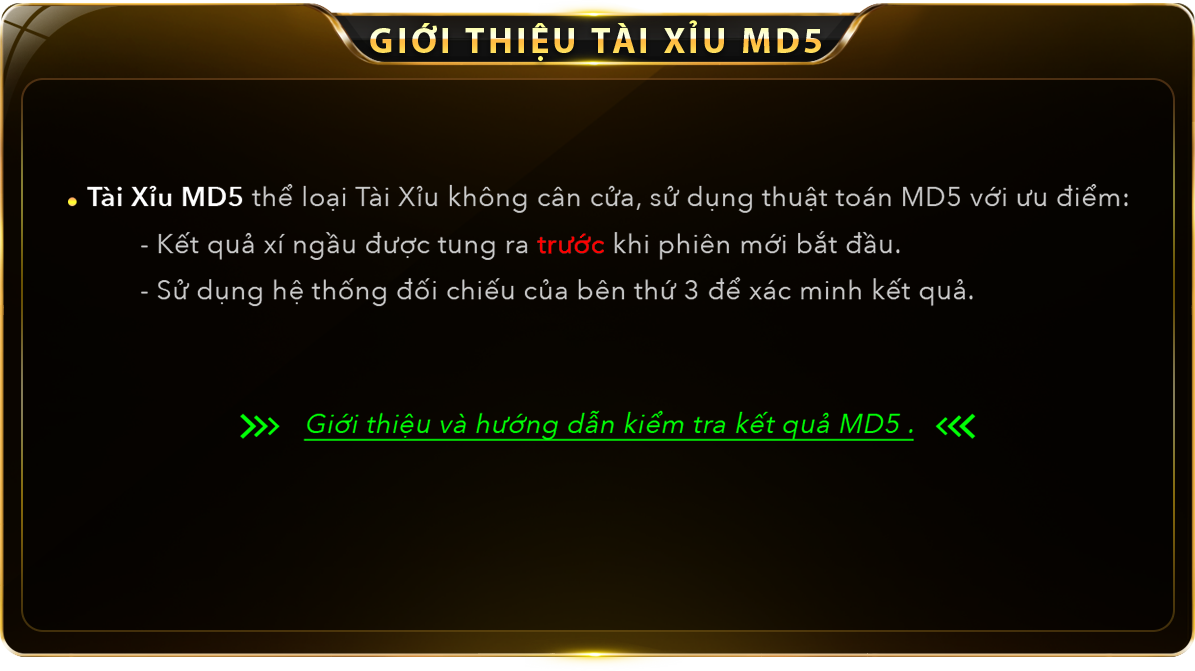 GIỚI THIỆU TÀI XỈU MD5
• Tài Xỉu MD5 thể loại Tài Xỉu không cân cửa, sử dụng thuật toán MD5 với ưu điểm:
- Kết quả xí ngầu được tung ra trước khi phiên mới bắt đầu.
- Sử dụng hệ thống đối chiếu của bên thứ 3 để xác minh kết quả.
Giới thiệu và hướng dẫn kiểm tra kết quả MD5 .